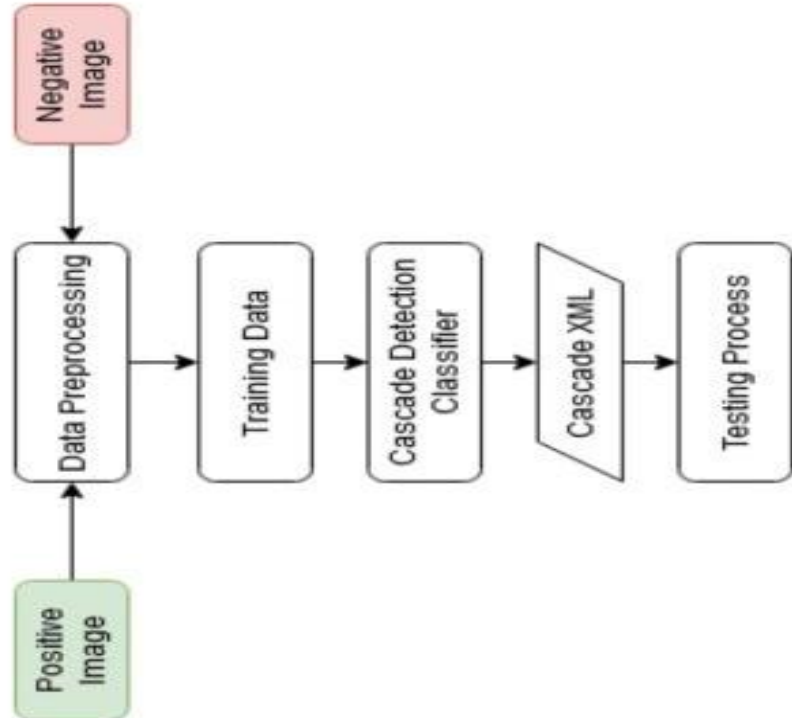 Positive
Image
Data Preprocessing
Negative
Image
Training Data
Cascade Detection
Classifier
Cascade XML
Testing Process